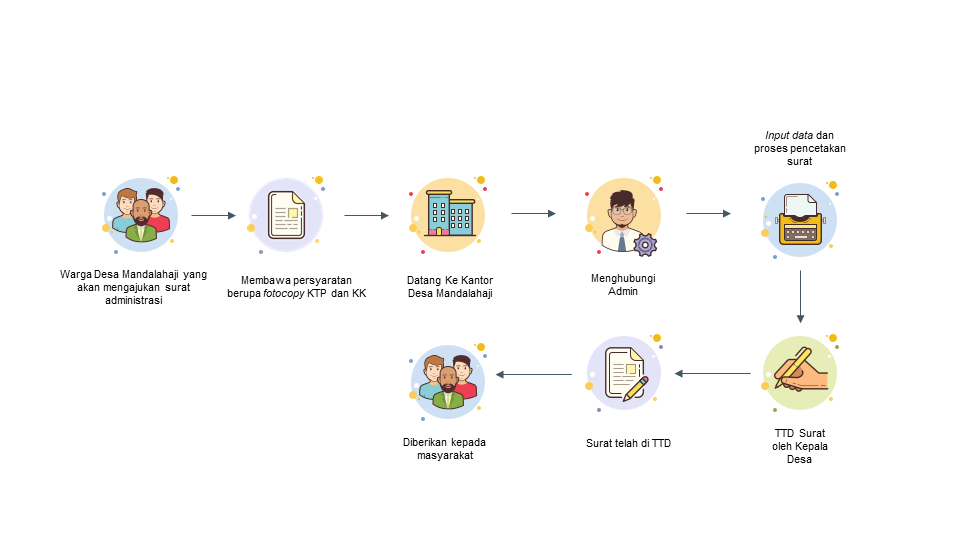 Warga Desa Mandalahaji yang
akan mengajukan surat
administrasi
Membawa persyaratan
berupa fotocopy KTP dan KK
Datang Ke Kantor
Desa Mandalahaji
Menghubungi
Admin
Input data dan
proses pencetakan
surat
TTD Surat
oleh Kepala
Desa
Surat telah di TTD
Diberikan kepada
masyarakat